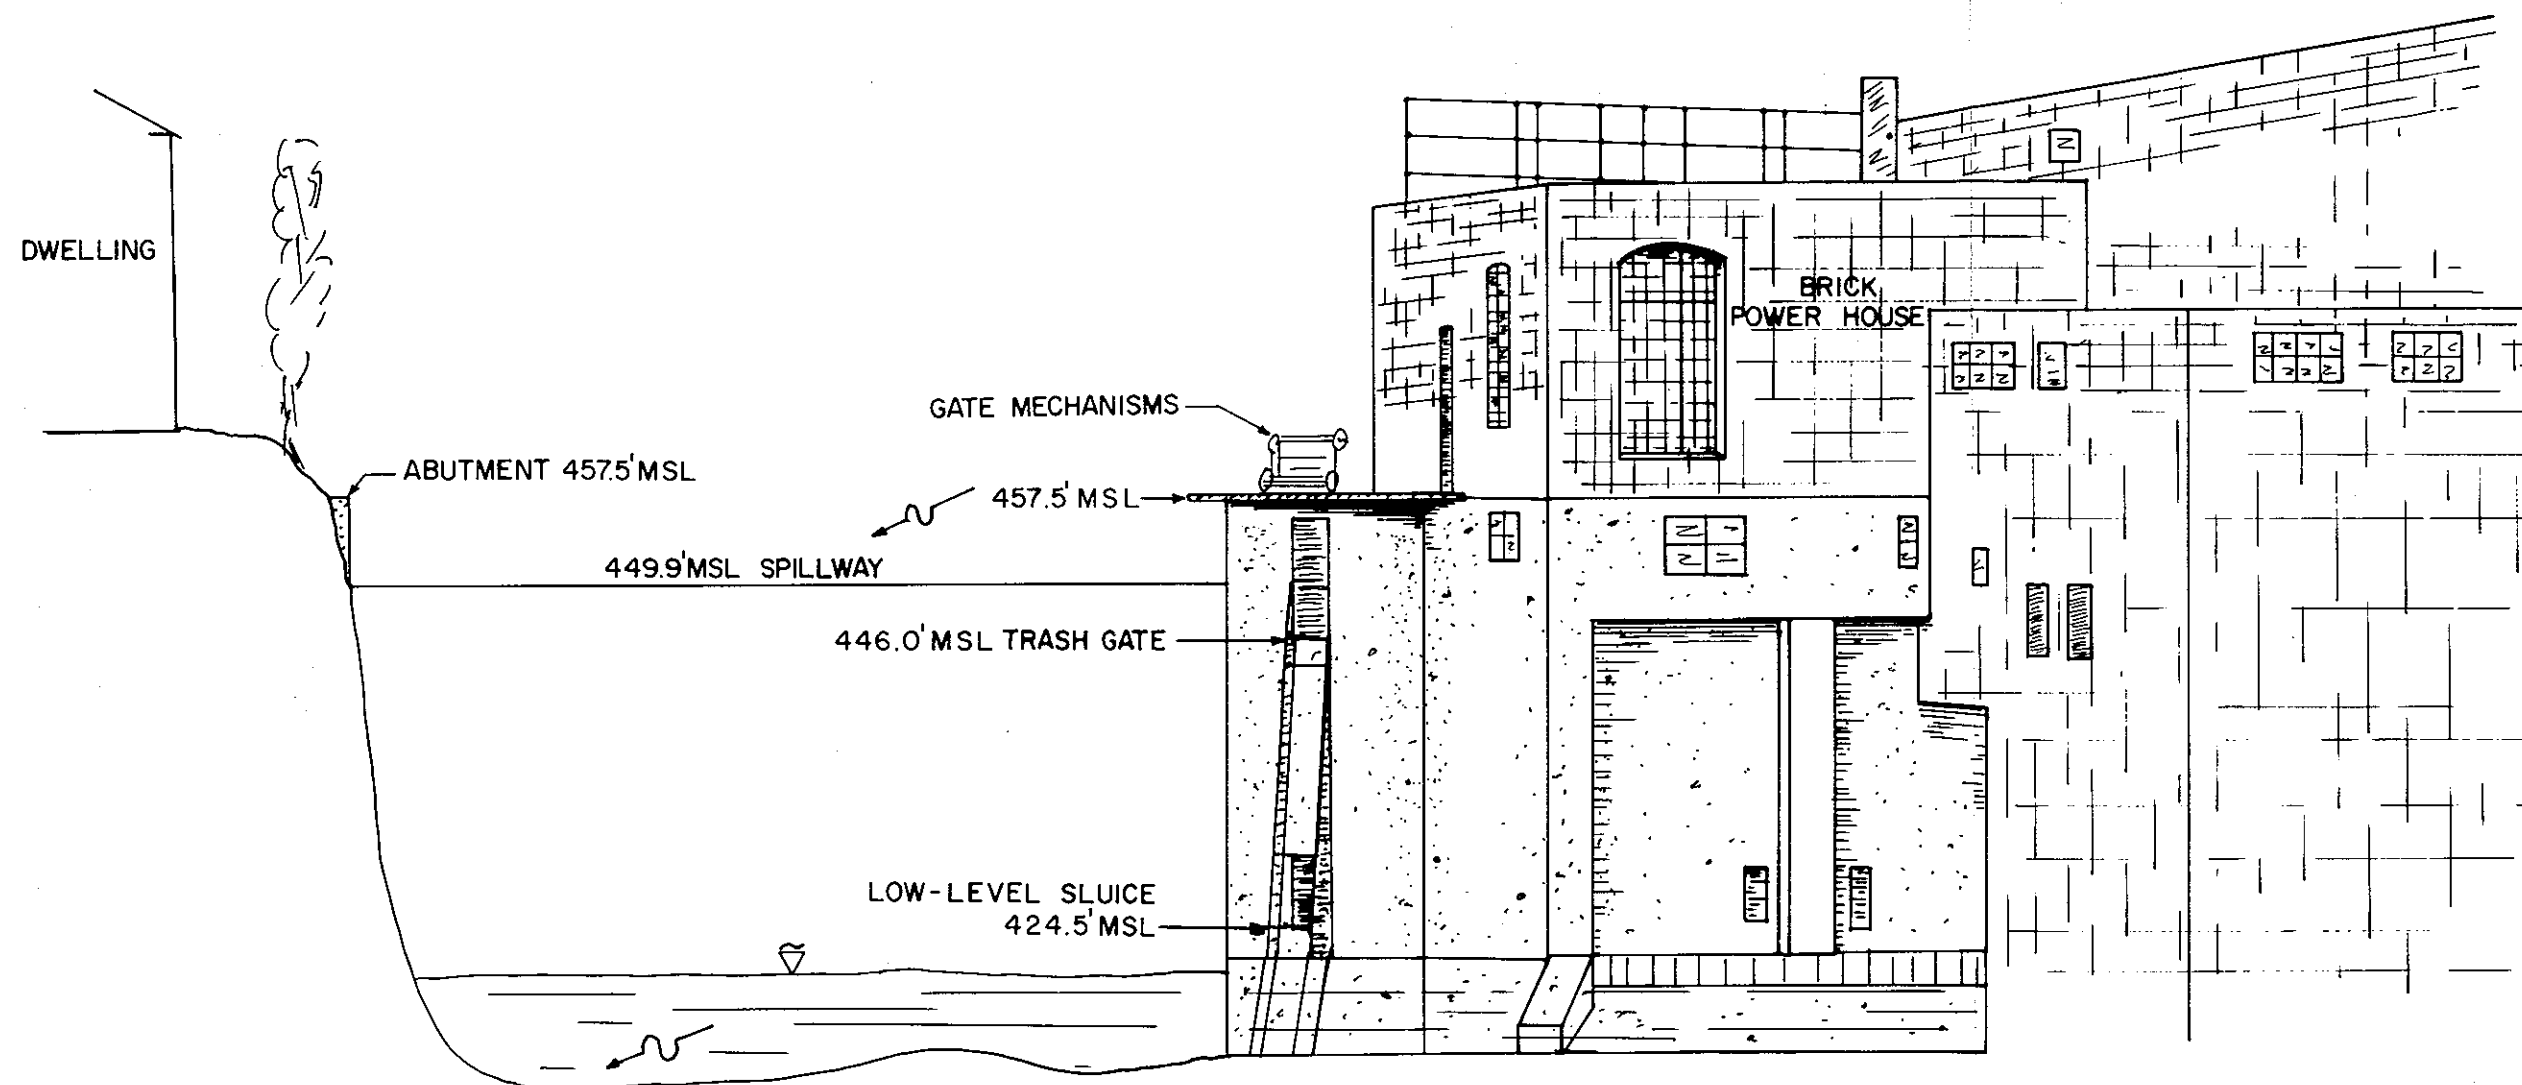 DWELLING
BRICK
POWER HOUSE
GATE MECHANISMS
ABUTMENT 457.5'MSL
457.5'MSL
449.9'MSL SPILLWAY
446.0'MSL TRASH GATE
LOW-LEVEL SLUICE
424.5'MSL